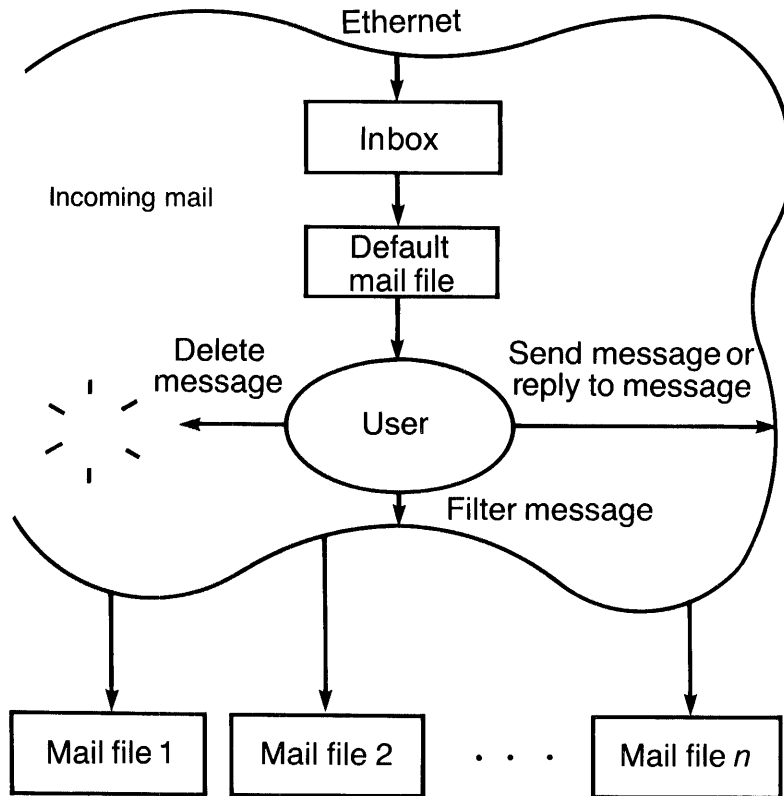 Ethernet
Inbox
Incoming mail
Default
mail file
Delete
message
Send message or
reply to message
User
Filter message
Mail file 1
Mail file 2
. . .
Mail file n